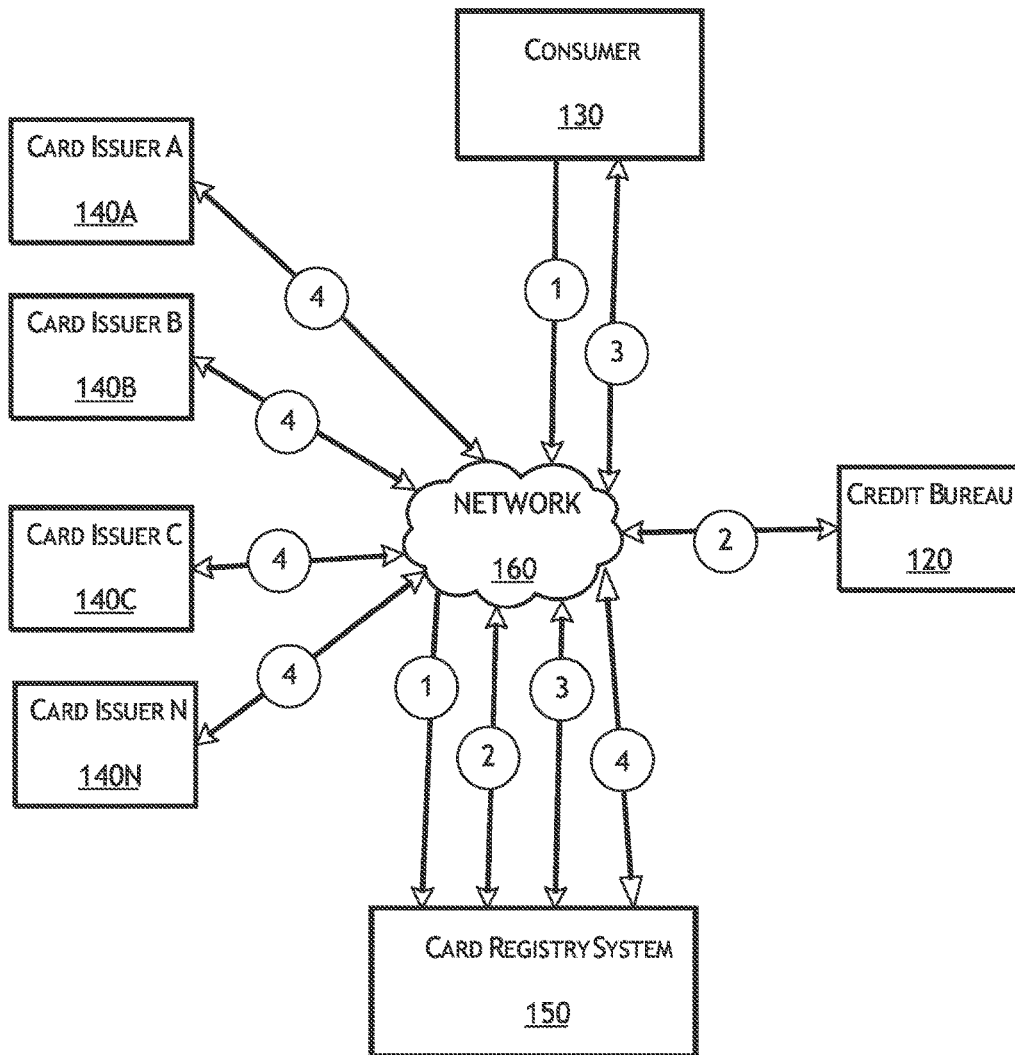 CONSUMER
130
CARD ISSUER A
140A
4
CARD ISSUER B
140B
4
1
3
CARD ISSUER C
140C
4
NETWORK
160
2
CREDIT BUREAU
120
CARD ISSUER N
140N
4
1
2
3
4
CARD REGISTRY SYSTEM
150